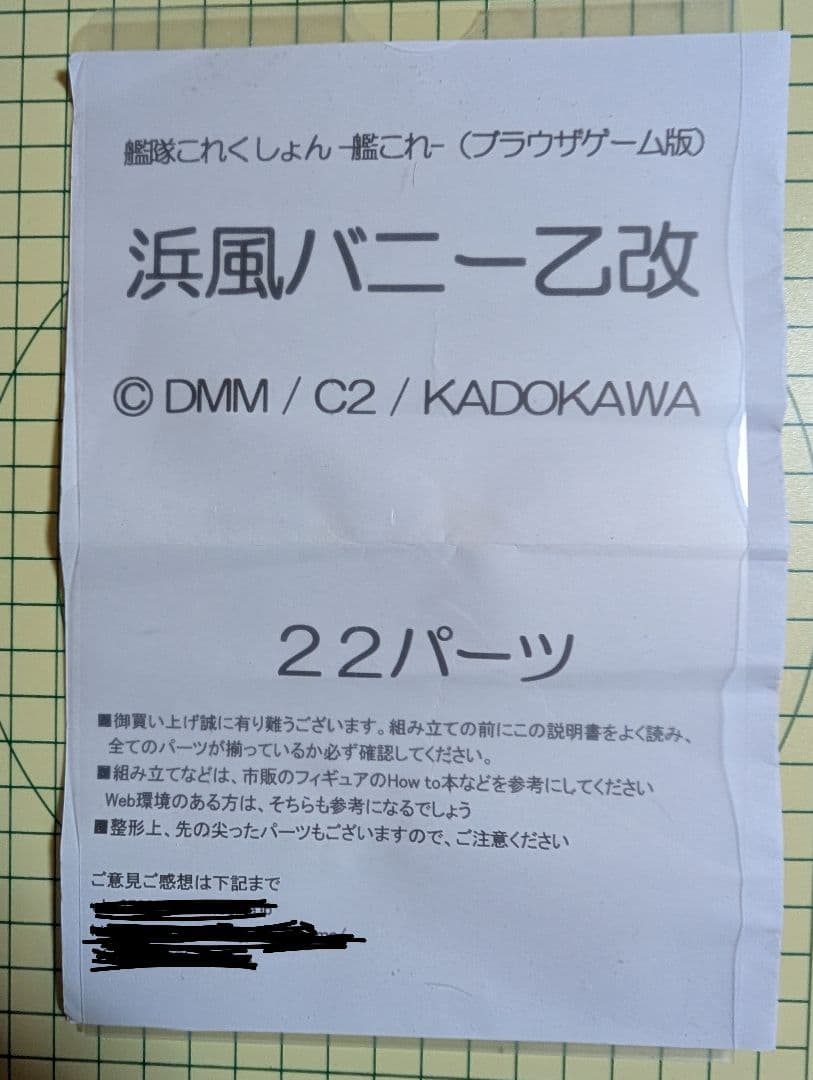 艦隊これくしょん -艦これ- （ブラウザゲーム版）
浜風バニー乙改
© DMM / C2 / KADOKAWA
２２パーツ
■御買い上げ誠に有り難うございます。組み立ての前にこの説明書をよく読み、
全てのパーツが揃っているか必ず確認してください。
■組み立てなどは、市販のフィギュアのHow to本などを参考にしてください
Web環境のある方は、そちらも参考になるでしょう
■整形上、先の尖ったパーツもございますので、ご注意ください
ご意見ご感想は下記まで